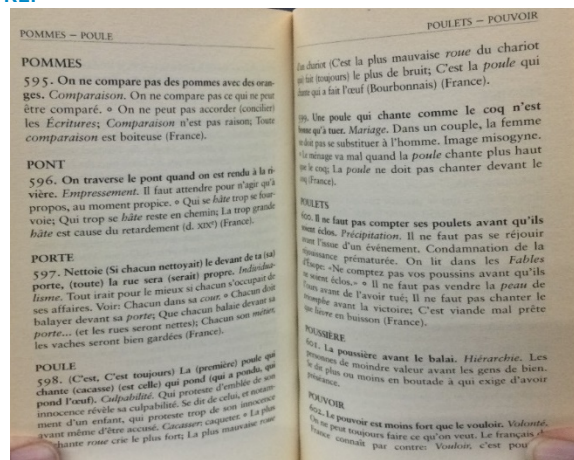 POMMES – POULE
POMMES
595. On ne compare pas des pommes avec des oran-
ges. Comparaison. On ne compare pas ce qui ne peut
être comparé. ∘ On ne peut pas accorder (concilier)
les Écritures; Comparaison n'est pas raison; Toute
comparaison est boiteuse (France).
PONT
596. On traverse le pont quand on est rendu à la ri-
vière. Empressement. Il faut attendre pour n'agir qu'à
propos, au moment propice. ∘ Qui se hâte trop se four-
voie; Qui trop se hâte reste en chemin; La trop grande
hâte est cause du retardement (d. XIXe) (France).
PORTE
597. Nettoie (Si chacun nettoyait) le devant de ta (sa)
porte, (toute) la rue sera (serait) propre. Individua-
lisme. Tout irait pour le mieux si chacun s'occupait de
ses affaires. Voir: Chacun dans sa cour. ∘ Chacun doit
balayer devant sa porte; Que chacun balaie devant sa
porte... (et les rues seront nettes); Chacun son métier,
les vaches seront bien gardées (France).
POULE
598. (C'est, C'est toujours) La (première) poule qui
chante (cacasse) (est celle) qui pond (qui a pondu, qui
pond l'œuf). Culpabilité. Qui proteste d'emblée de son
innocence révèle sa culpabilité. Se dit de celui, et notam-
ment d'un enfant, qui proteste trop de son innocence
avant même d'être accusé. Cacasser: caqueter. ∘ La plus
chante roue crie le plus fort; La plus mauvaise roue
POULETS – POUVOIR
d'un chariot (C'est la plus mauvaise roue du chariot
qui fait (toujours) le plus de bruit; C'est la poule qui
chante qui a fait l'œuf (Bourbonnais) (France).
599. Une poule qui chante comme le coq n'est
bonne qu'à tuer. Mariage. Dans un couple, la femme
ne doit pas se substituer à l'homme. Image misogyne.
∘ Le ménage va mal quand la poule chante plus haut
que le coq; La poule ne doit pas chanter devant le
coq (France).
POULETS
600. Il ne faut pas compter ses poulets avant qu'ils
soient éclos. Précipitation. Il ne faut pas se réjouir
avant l'issue d'un événement. Condamnation de la
prématurée. On lit dans les Fables
d'Ésope: «Ne comptez pas vos poussins avant qu'ils
ne soient éclos.» ∘ Il ne faut pas vendre la peau de
l'ours avant de l'avoir tué; Il ne faut pas chanter le
triomphe avant la victoire; C'est viande mal prête
que lièvre en buisson (France).
POUSSIÈRE
601. La poussière avant le balai. Hiérarchie. Les
personnes de moindre valeur avant les gens de bien.
Se dit plus ou moins en boutade à qui exige d'avoir
préséance.
POUVOIR
602. Le pouvoir est moins fort que le vouloir. Volonté.
On ne peut toujours faire ce qu'on veut. Le français d
France connaît par contre: Vouloir, c'est pou